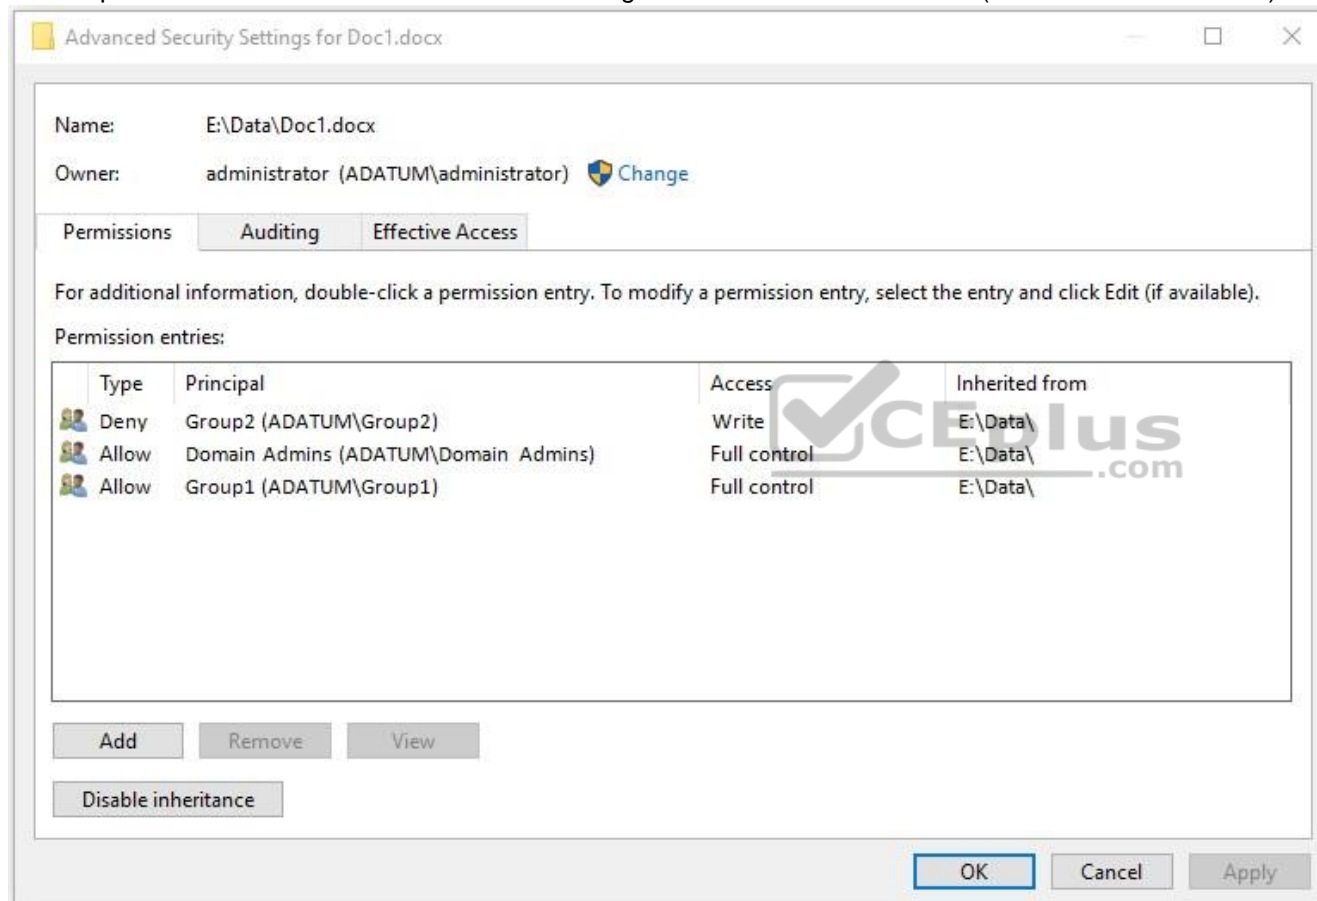 Advanced Security Settings for Doc1.docx
Name: E:\Data\Doc1.docx
Owner: administrator (ADATUM\administrator) Change
Permissions Auditing Effective Access
For additional information, double-click a permission entry. To modify a permission entry, select the entry and click Edit (if available).
Permission entries:
Type Principal Access Inherited from
Deny Group2 (ADATUM\Group2) Write E:\Data\
Allow Domain Admins (ADATUM\Domain Admins) Full control E:\Data\
Allow Group1 (ADATUM\Group1) Full control E:\Data\
CEplus
.com
Add Remove View
Disable inheritance
OK Cancel Apply